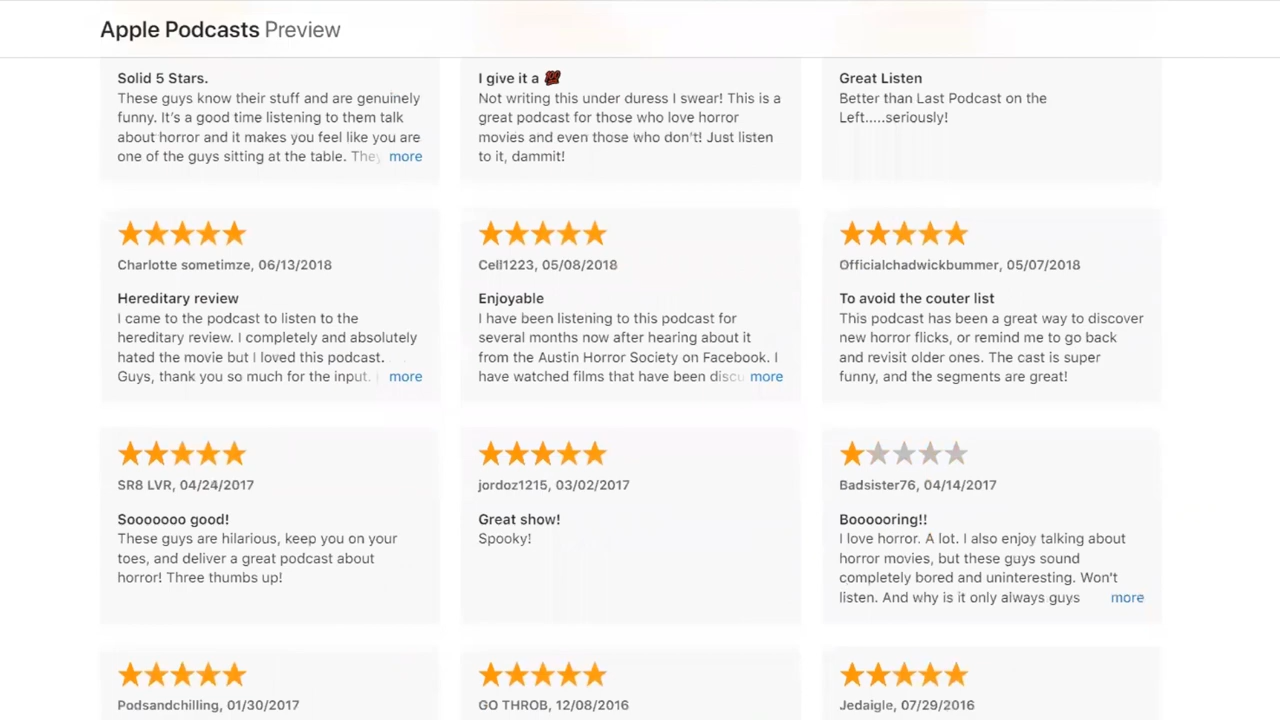 Apple Podcasts Preview
Solid 5 Stars.
These guys know their stuff and are genuinely
funny. It's a good time listening to them talk
about horror and it makes you feel like you are
one of the guys sitting at the table. They more
I give it a 💯
Not writing this under duress I swear! This is a
great podcast for those who love horror
movies and even those who don't! Just listen
to it, dammit!
Great Listen
Better than Last Podcast on the
Left.....seriously!
Charlotte sometimze, 06/13/2018
Hereditary review
I came to the podcast to listen to the
hereditary review. I completely and absolutely
hated the movie but I loved this podcast.
Guys, thank you so much for the input. more
Cell1223, 05/08/2018
Enjoyable
I have been listening to this podcast for
several months now after hearing about it
from the Austin Horror Society on Facebook. I
have watched films that have been discu more
Officialchadwickbummer, 05/07/2018
To avoid the couter list
This podcast has been a great way to discover
new horror flicks, or remind me to go back
and revisit older ones. The cast is super
funny, and the segments are great!
SR8 LVR, 04/24/2017
Sooooooo good!
These guys are hilarious, keep you on your
toes, and deliver a great podcast about
horror! Three thumbs up!
jordoz1215, 03/02/2017
Great show!
Spooky!
Badsister76, 04/14/2017
Boooooring!!
I love horror. A lot. I also enjoy talking about
horror movies, but these guys sound
completely bored and uninteresting. Won't
listen. And why is it only always guys more
Podsandchilling, 01/30/2017
GO THROB, 12/08/2016
Jedaigle, 07/29/2016